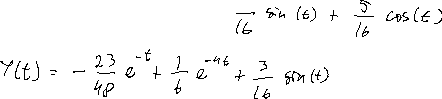 /16 sin(t) + 5/16 cos(t)
Y(t) = - 23/48 e^-t + 1/6 e^-4t + 3/16 sin(t)